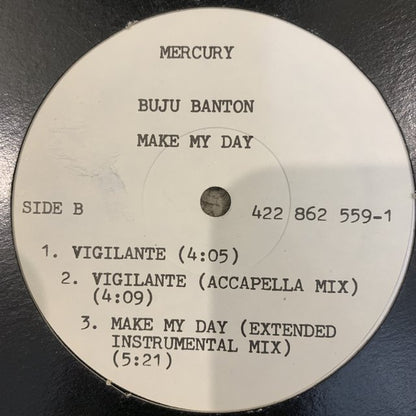 MERCURY
BUJU BANTON
MAKE MY DAY
SIDE B 422 862 559-1
1. VIGILANTE (4:05)
2. VIGILANTE (ACCAPELLA MIX)
(4:09)
3. MAKE MY DAY (EXTENDED
INSTRUMENTAL MIX)
(5:21)